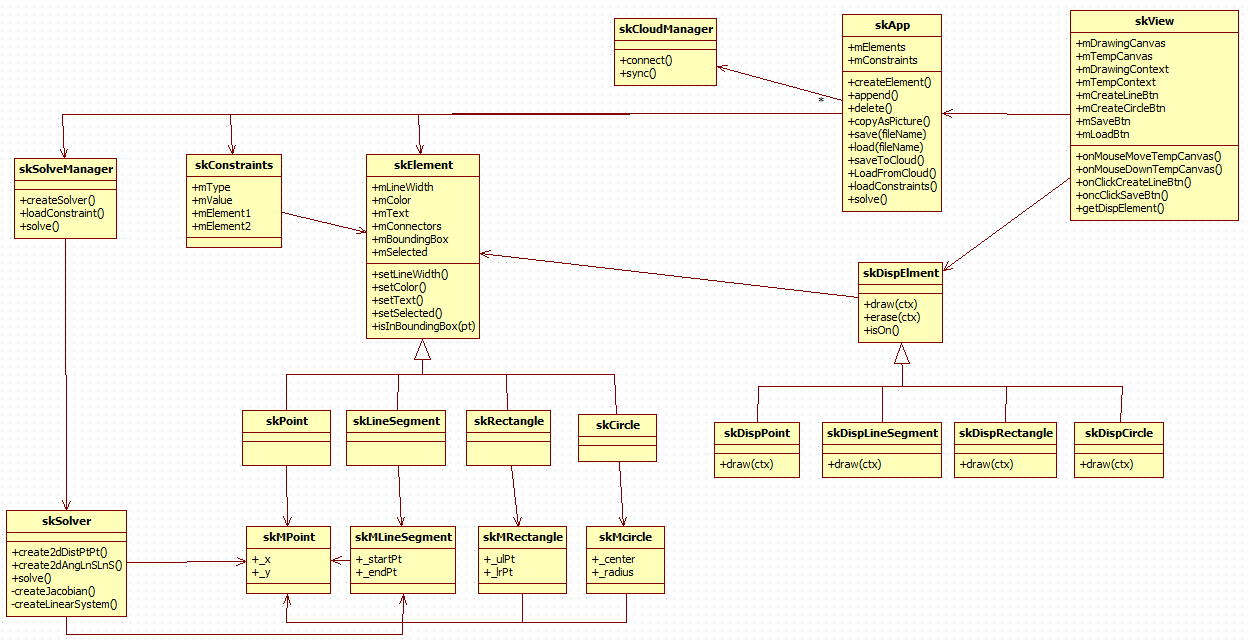 skCloudManager
+connect()
+sync()
*
skApp
+mElements
+mConstraints
+createElement()
+append()
+delete()
+copyAsPicture()
+save(fileName)
+load(fileName)
+saveToCloud()
+LoadFromCloud()
+loadConstraints()
+solve()
skView
+mDrawingCanvas
+mTempCanvas
+mDrawingContext
+mTempContext
+mCreateLineBtn
+mCreateCircleBtn
+mSaveBtn
+mLoadBtn
+onMouseMoveTempCanvas()
+onMouseDownTempCanvas()
+onClickCreateLineBtn()
+oncClickSaveBtn()
+getDispElement()
skSolveManager
+createSolver()
+loadConstraint()
+solve()
skConstraints
+mType
+mValue
+mElement1
+mElement2
skElement
+mLineWidth
+mColor
+mText
+mConnectors
+mBoundingBox
+mSelected
+setLineWidth()
+setColor()
+setText()
+setSelected()
+isInBoundingBox(pt)
skDispElment
+draw(ctx)
+erase(ctx)
+isOn()
skPoint
skLineSegment
skRectangle
skCircle
skDispPoint
+draw(ctx)
skDispLineSegment
+draw(ctx)
skDispRectangle
+draw(ctx)
skDispCircle
+draw(ctx)
skSolver
+create2dDistPtPt()
+create2dAngLnSLnS()
+solve()
-createJacobian()
-createLinearSystem()
skMPoint
+_x
+_y
skMLineSegment
+_startPt
+_endPt
skMRectangle
+_ulPt
+_lrPt
skMcircle
+_center
+_radius